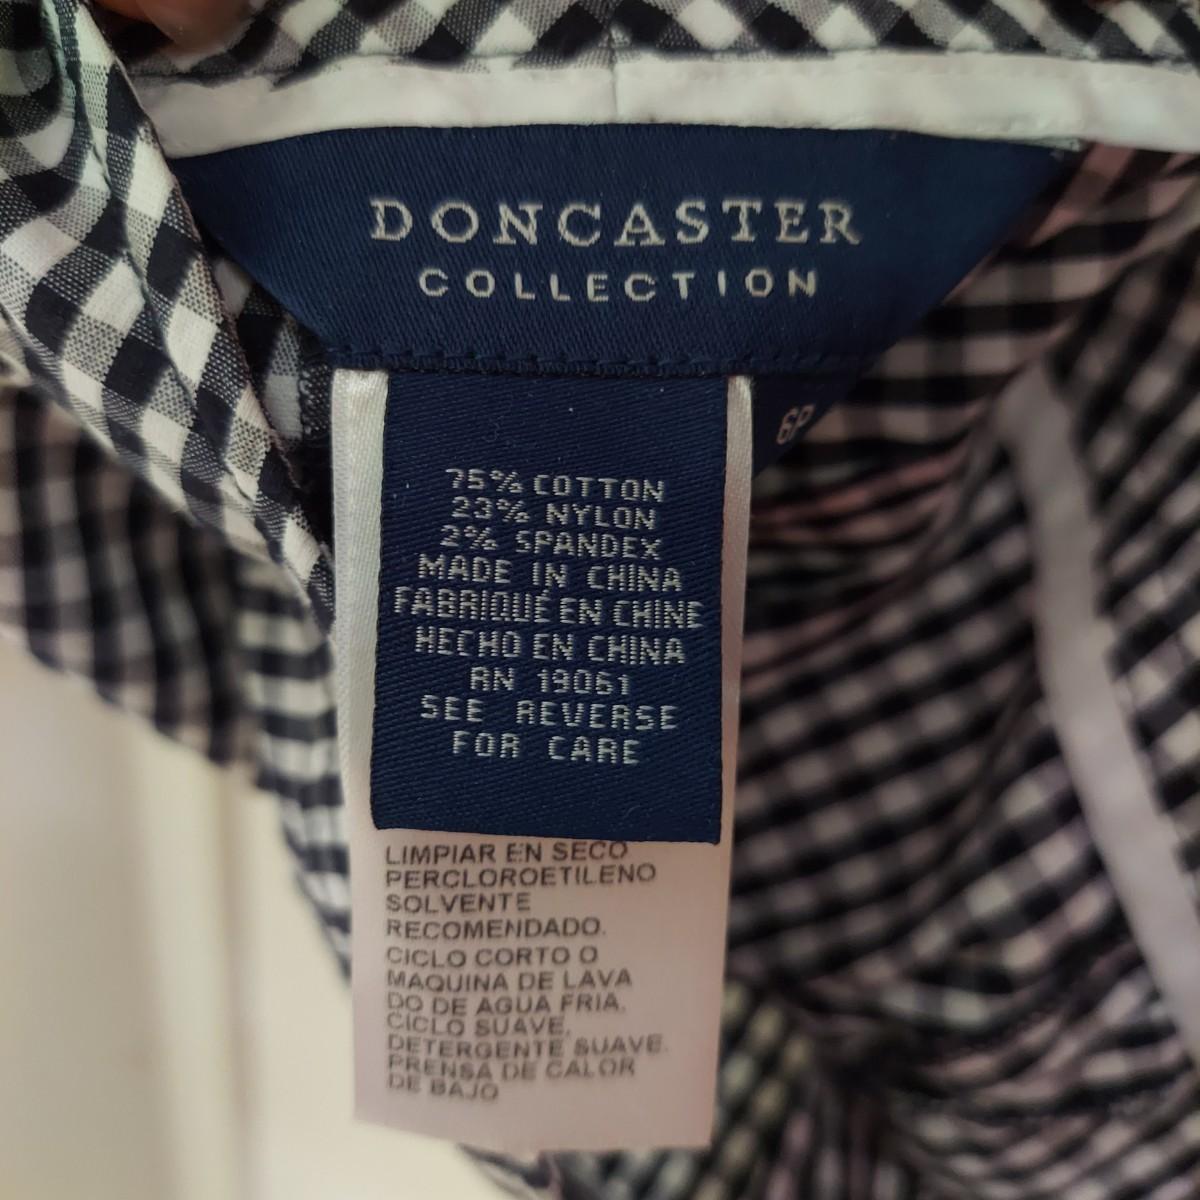 DONCASTER
COLLECTION
6P
75% COTTON
23% NYLON
2% SPANDEX
MADE IN CHINA
FABRIQUÉ EN CHINE
HECHO EN CHINA
RN 19061
SEE REVERSE
FOR CARE
LIMPIAR EN SECO
PERCLOROETILENO
SOLVENTE
RECOMENDADO.
CICLO CORTO O
MAQUINA DE LAVA
DO DE AGUA FRIA.
CICLO SUAVE.
DETERGENTE SUAVE.
PRENSA DE CALOR
DE BAJO